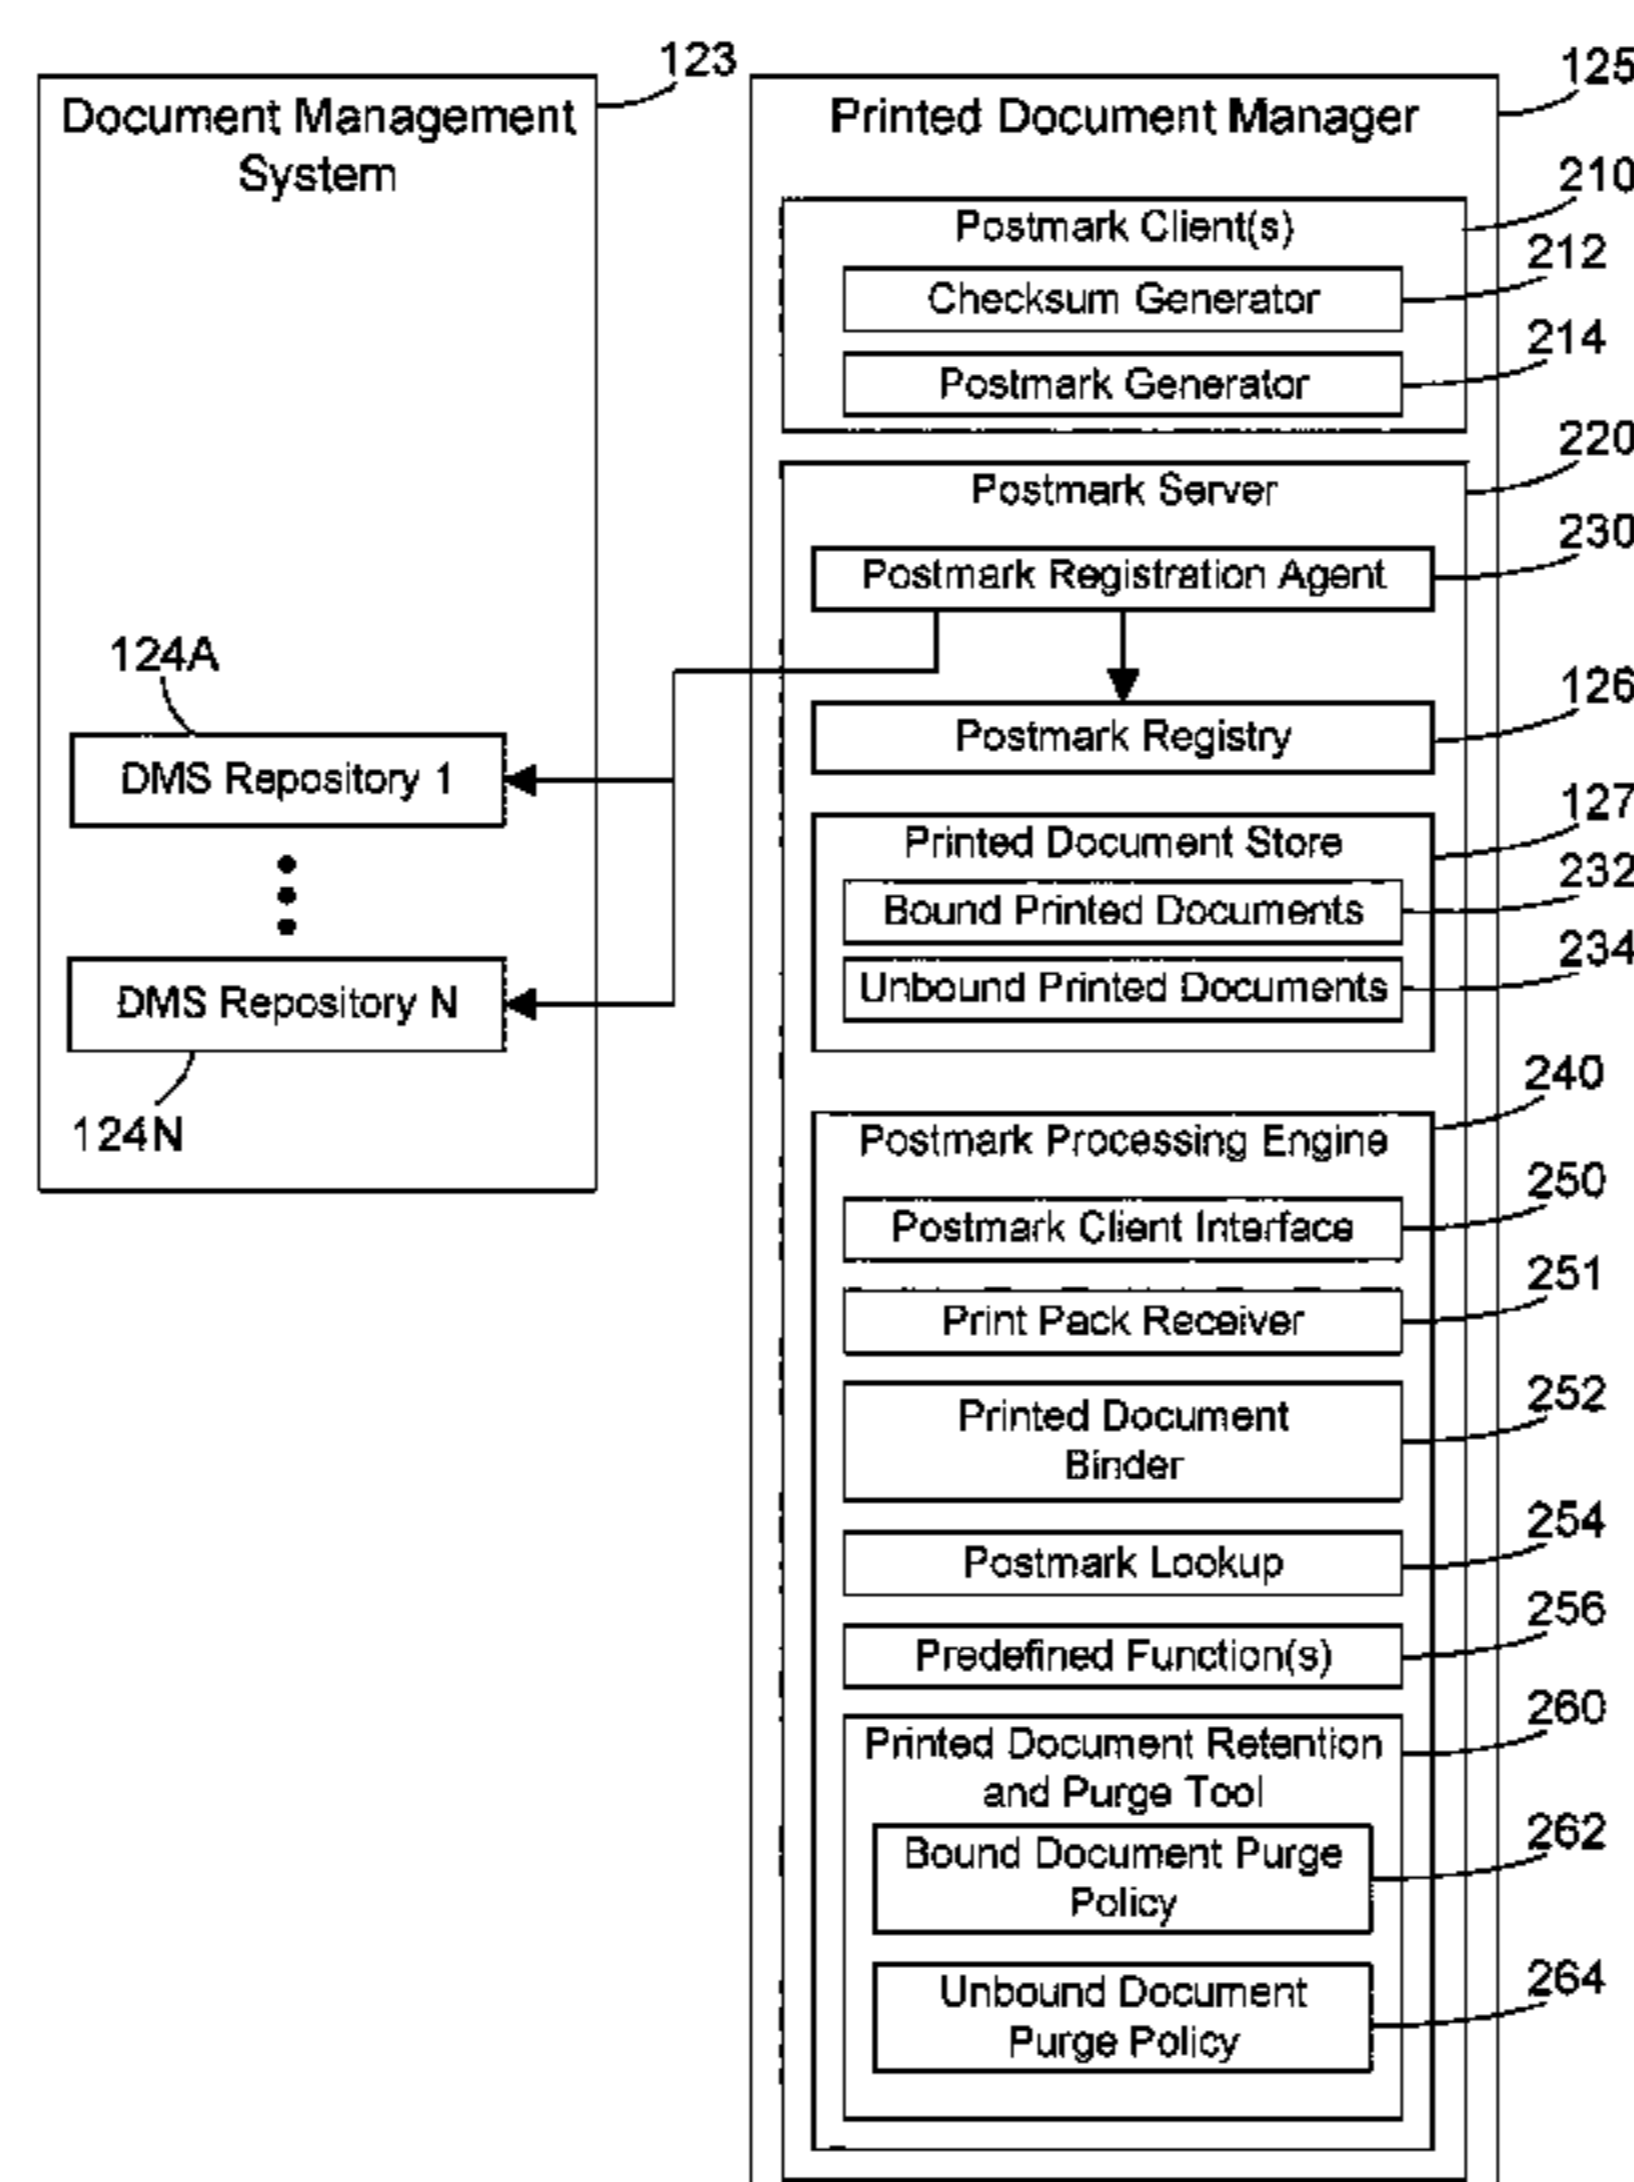 123
Document Management
System
124A
DMS Repository 1
DMS Repository N
124N
125
Printed Document Manager
210
Postmark Client(s)
212
Checksum Generator
214
Postmark Generator
220
Postmark Server
230
Postmark Registration Agent
126
Postmark Registry
127
Printed Document Store
232
Bound Printed Documents
234
Unbound Printed Documents
240
Postmark Processing Engine
250
Postmark Client Interface
251
Print Pack Receiver
252
Printed Document
Binder
254
Postmark Lookup
256
Predefined Function(s)
260
Printed Document Retention
and Purge Tool
262
Bound Document Purge
Policy
264
Unbound Document
Purge Policy